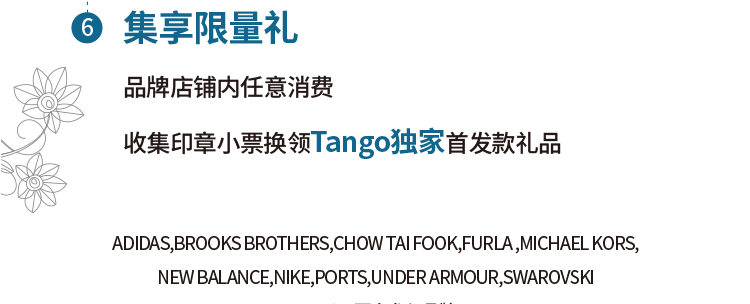 6 集享限量礼
品牌店铺内任意消费
收集印章小票换领Tango独家首发款礼品
ADIDAS,BROOKS BROTHERS,CHOW TAI FOOK,FURLA ,MICHAEL KORS,
NEW BALANCE,NIKE,PORTS,UNDER ARMOUR,SWAROVSKI